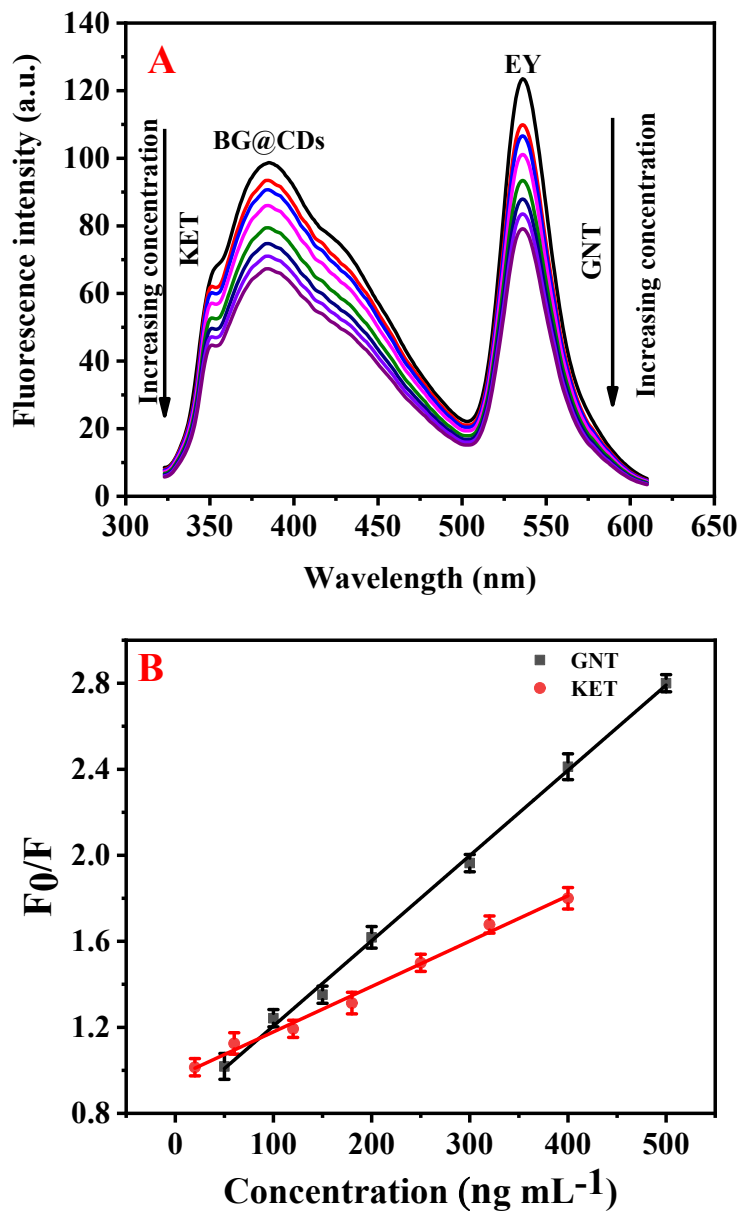 A
EY
BG@CDs
KET
Increasing concentration
GNT
Increasing concentration
Fluorescence intensity (a.u.)
140
120
100
80
60
40
20
0
300 350 400 450 500 550 600 650
Wavelength (nm)
B
GNT
KET
F0/F
2.8
2.4
2.0
1.6
1.2
0.8
0 100 200 300 400 500
Concentration (ng mL-1)